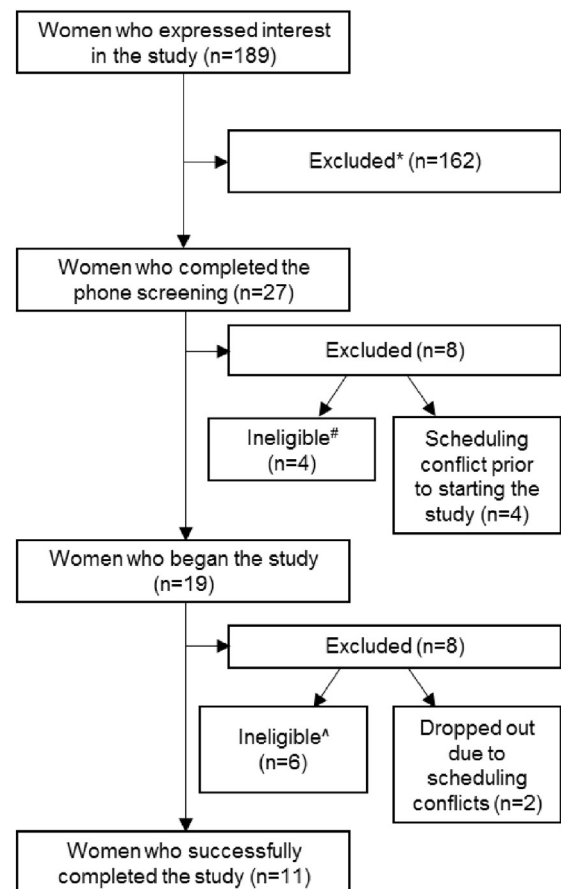 Women who expressed interest
in the study (n=189)
Excluded* (n=162)
Women who completed the
phone screening (n=27)
Excluded (n=8)
Ineligible#
(n=4)
Scheduling
conflict prior
to starting the
study (n=4)
Women who began the study
(n=19)
Excluded (n=8)
Ineligible^
(n=6)
Dropped out
due to
scheduling
conflicts (n=2)
Women who successfully
completed the study (n=11)